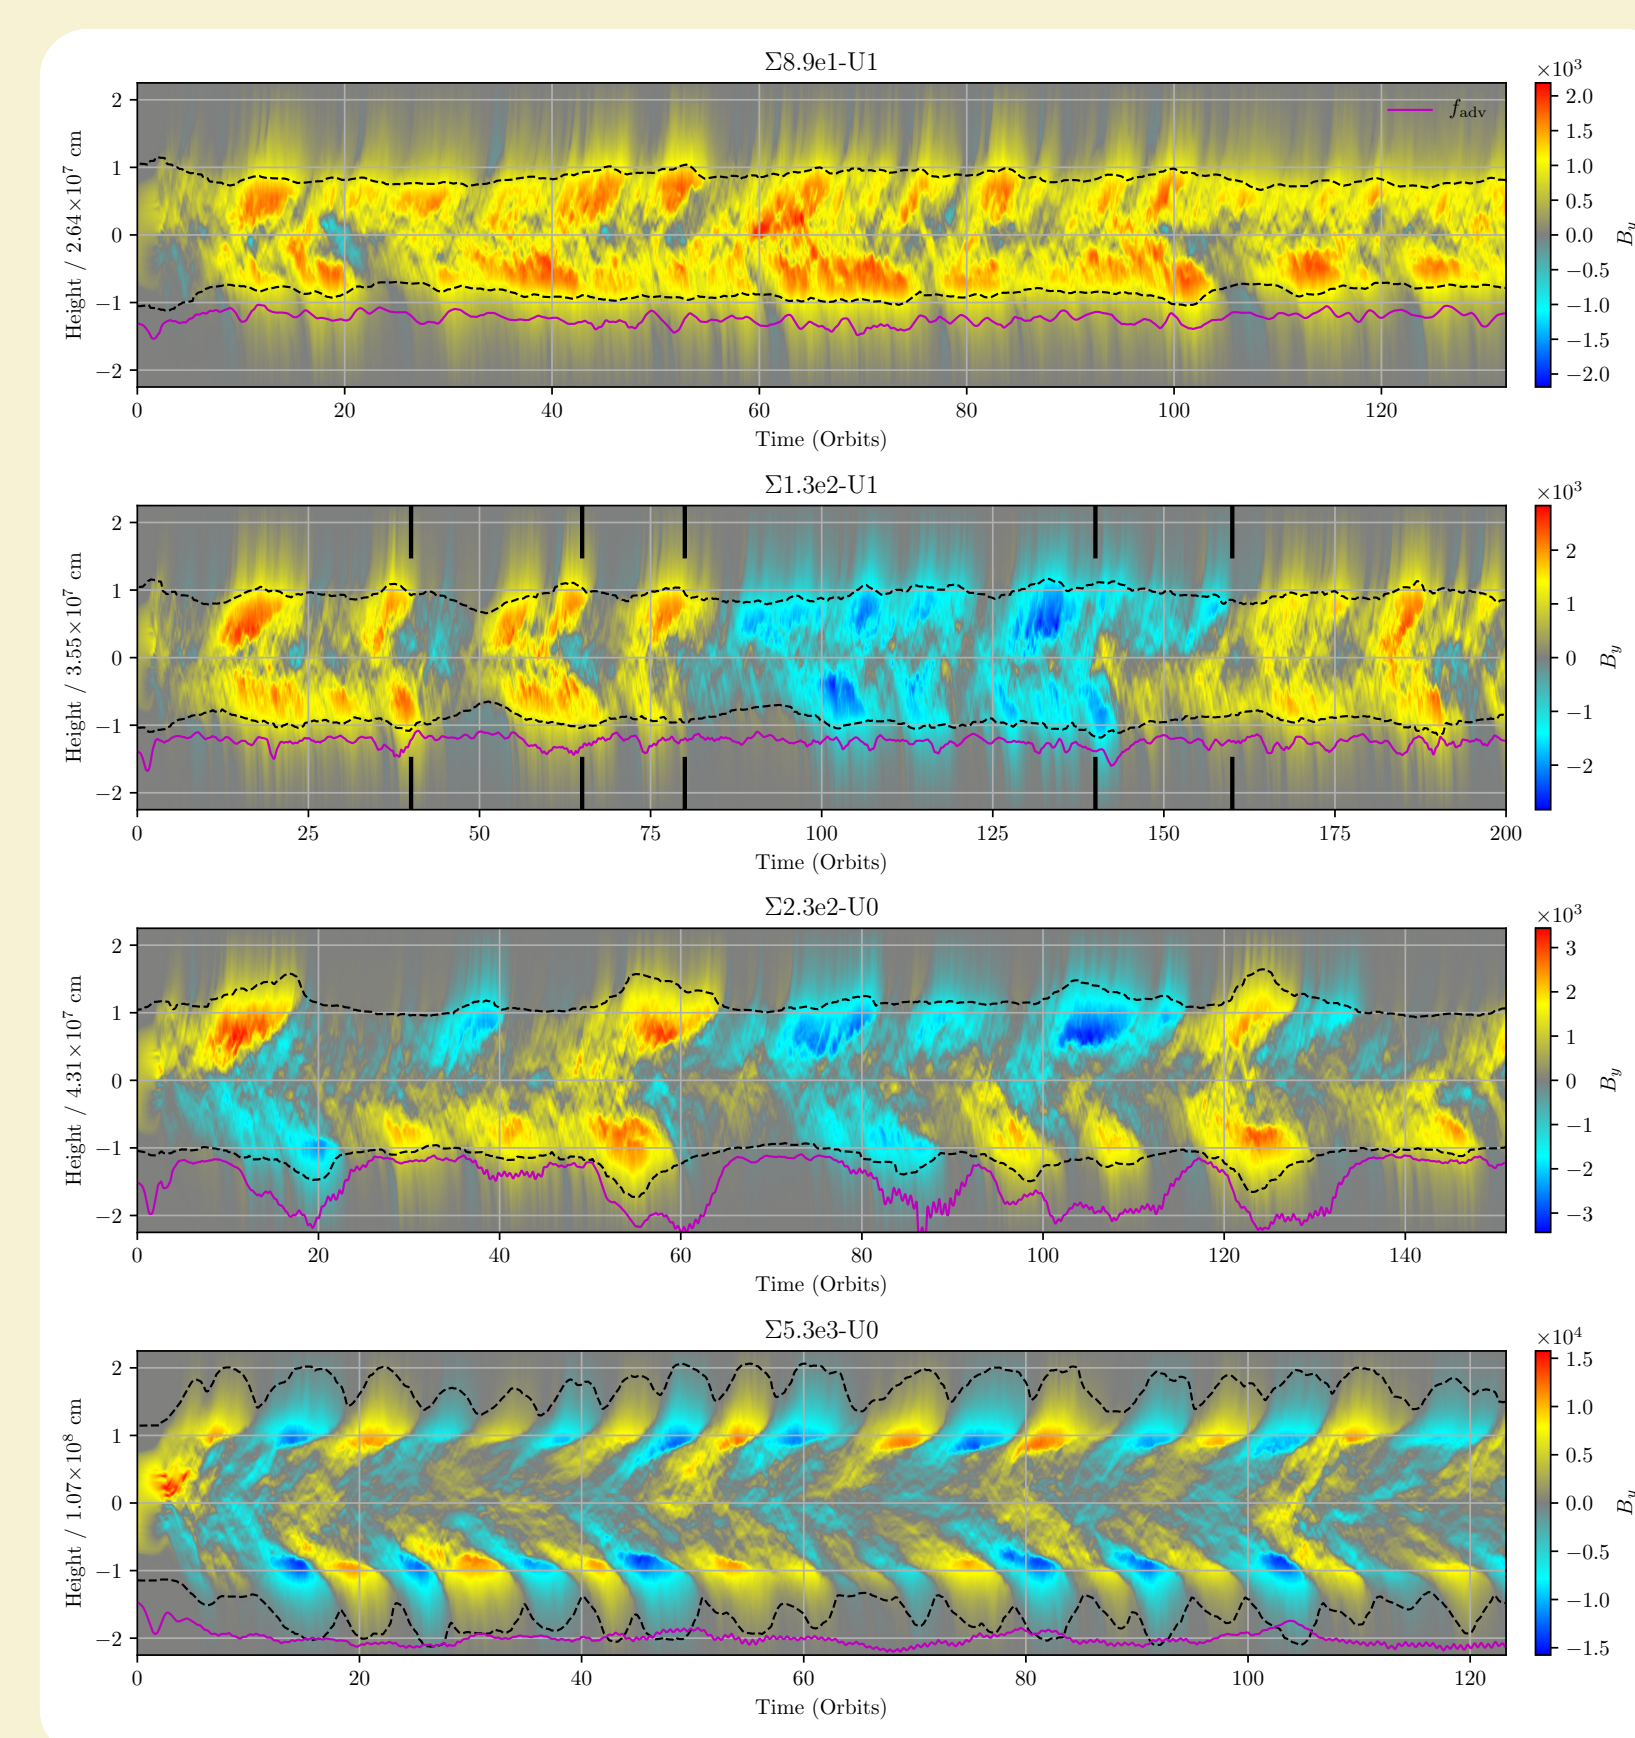 Σ8.9e1-U1
×10³
f_adv
2 1 0 −1 −2
Height / 2.64×10⁷ cm
0 20 40 60 80 100 120
Time (Orbits)
2.0 1.5 1.0 0.5 0.0 −0.5 −1.0 −1.5 −2.0
B_y
Σ1.3e2-U1
×10³
2 1 0 −1 −2
Height / 3.55×10⁷ cm
0 25 50 75 100 125 150 175 200
Time (Orbits)
2 1 0 −1 −2
B_y
Σ2.3e2-U0
×10³
2 1 0 −1 −2
Height / 4.31×10⁷ cm
0 20 40 60 80 100 120 140
Time (Orbits)
3 2 1 0 −1 −2 −3
B_y
Σ5.3e3-U0
×10⁴
2 1 0 −1 −2
Height / 1.07×10⁸ cm
0 20 40 60 80 100 120
Time (Orbits)
1.5 1.0 0.5 0.0 −0.5 −1.0 −1.5
B_y